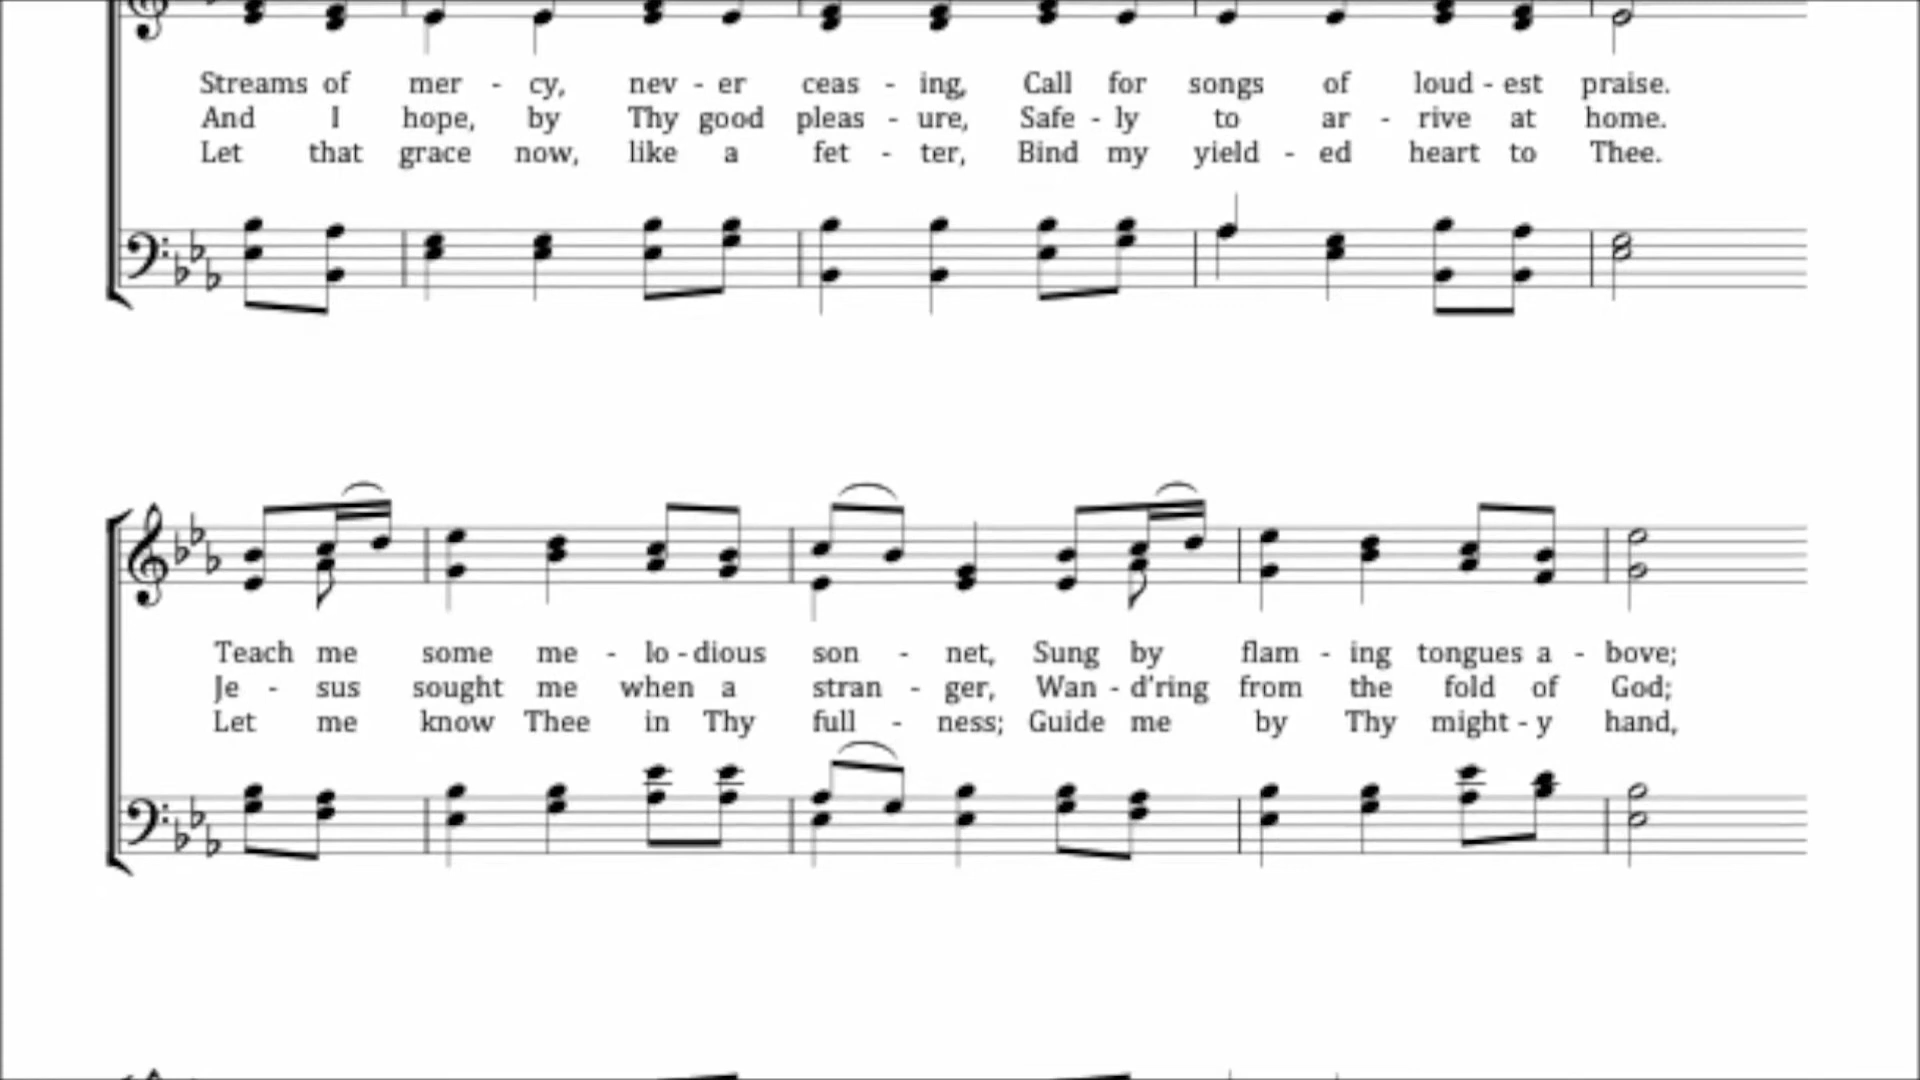 Streams of mer - cy, nev - er ceas - ing, Call for songs of loud - est praise.
And I hope, by Thy good pleas - ure, Safe - ly to ar - rive at home.
Let that grace now, like a fet - ter, Bind my yield - ed heart to Thee.
Teach me some me - lo - dious son - net, Sung by flam - ing tongues a - bove;
Je - sus sought me when a stran - ger, Wan - d'ring from the fold of God;
Let me know Thee in Thy full - ness; Guide me by Thy might - y hand,